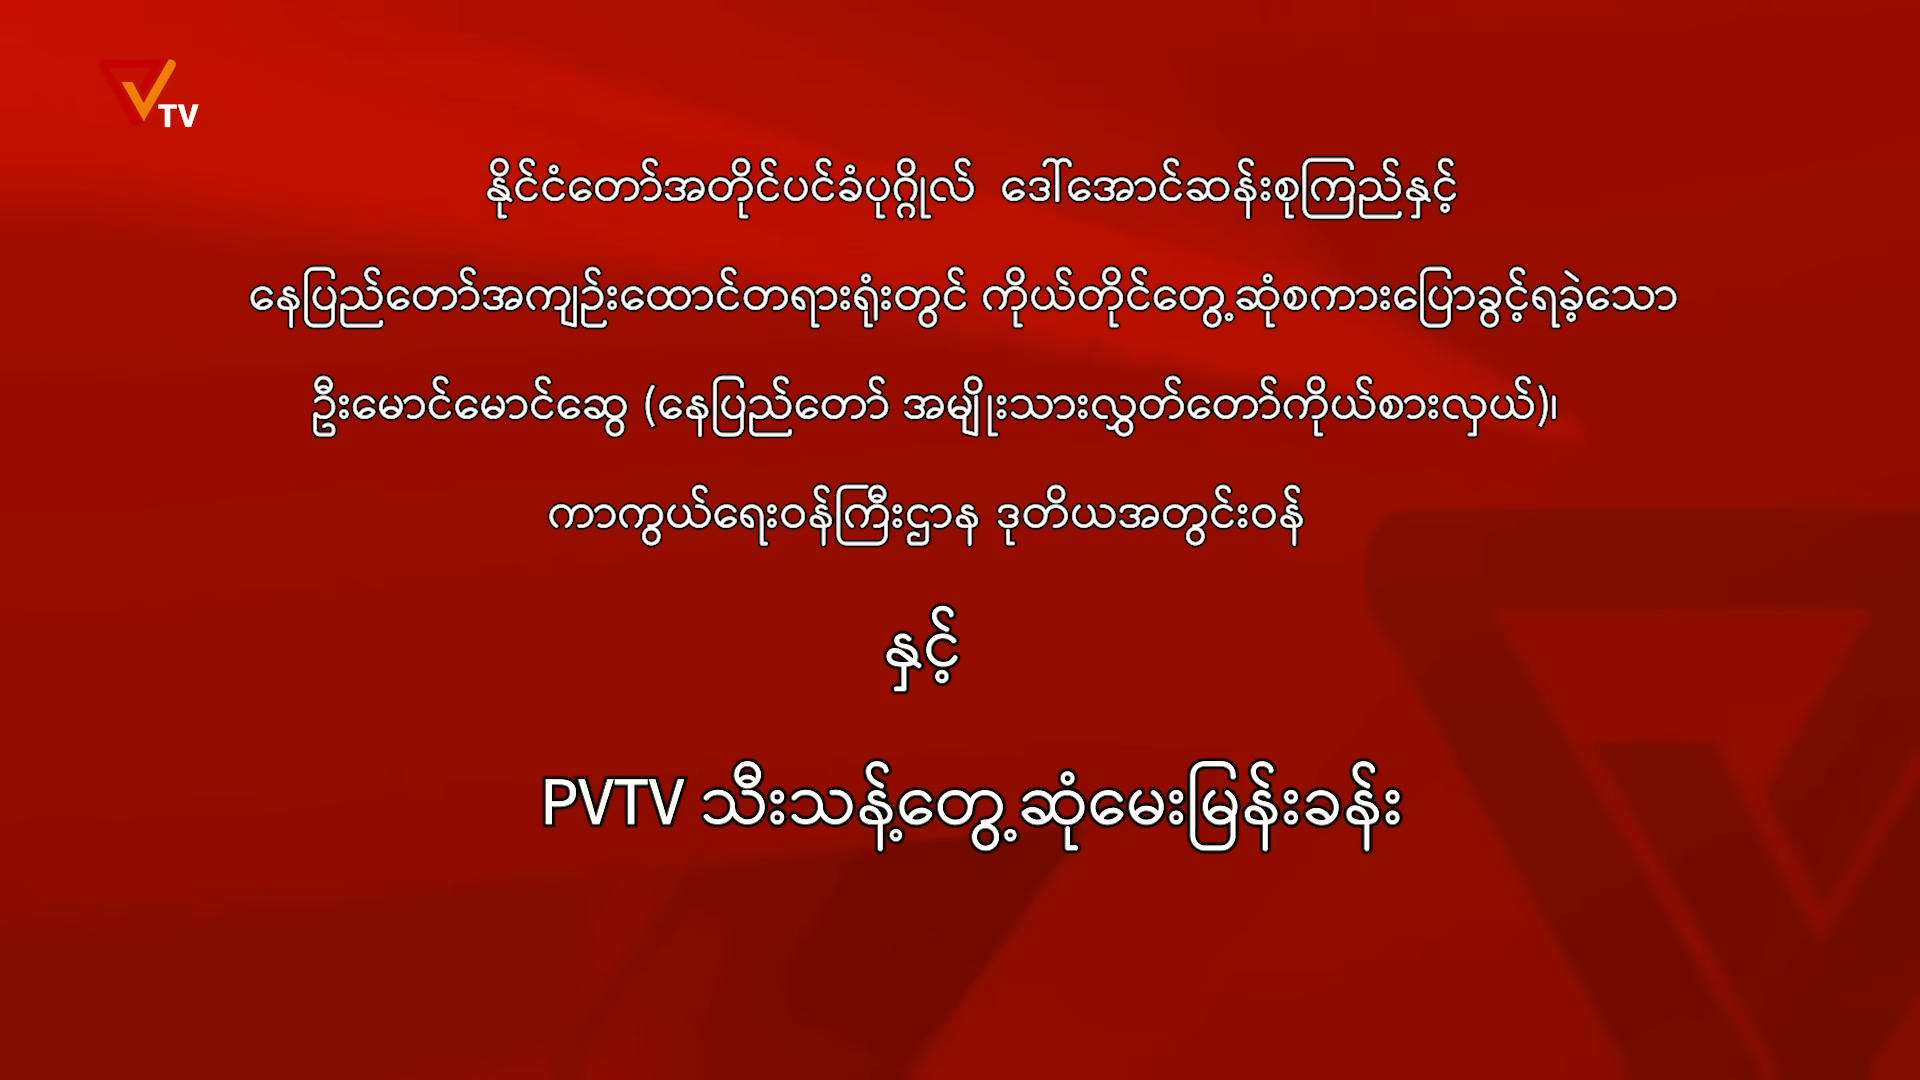 TV
နိုင်ငံတော်အတိုင်ပင်ခံပုဂ္ဂိုလ် ဒေါ်အောင်ဆန်းစုကြည်နှင့်
နေပြည်တော်အကျဉ်းထောင်တရားရုံးတွင် ကိုယ်တိုင်တွေ့ဆုံစကားပြောခွင့်ရခဲ့သော
ဦးမောင်မောင်ဆွေ (နေပြည်တော် အမျိုးသားလွှတ်တော်ကိုယ်စားလှယ်)၊
ကာကွယ်ရေးဝန်ကြီးဌာန ဒုတိယအတွင်းဝန်
နှင့်
PVTV သီးသန့်တွေ့ဆုံမေးမြန်းခန်း